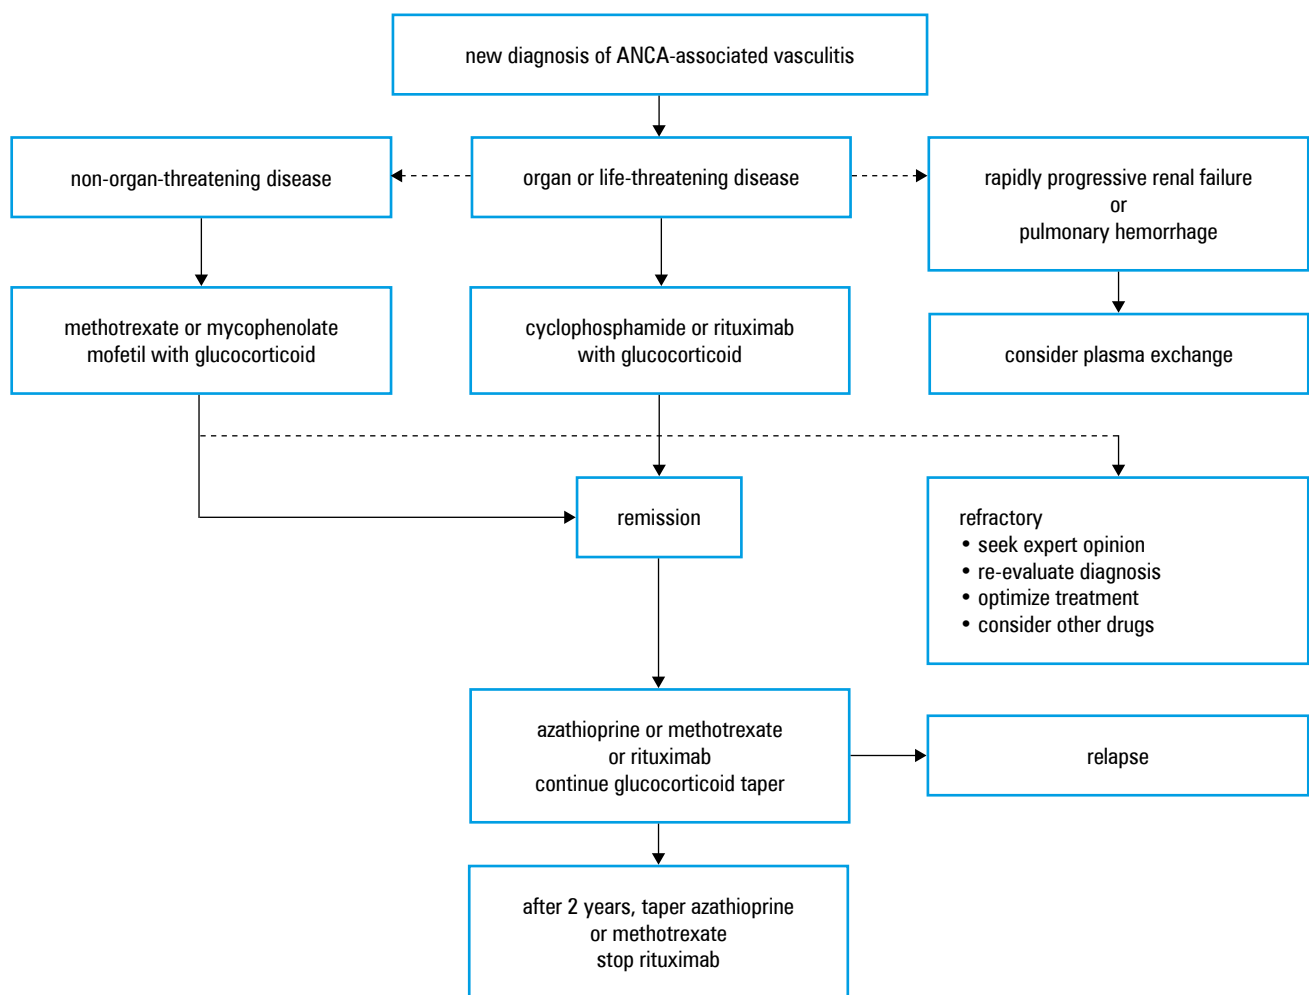 new diagnosis of ANCA-associated vasculitis
non-organ-threatening disease
organ or life-threatening disease
rapidly progressive renal failure
or
pulmonary hemorrhage
methotrexate or mycophenolate
mofetil with glucocorticoid
cyclophosphamide or rituximab
with glucocorticoid
consider plasma exchange
remission
refractory
• seek expert opinion
• re-evaluate diagnosis
• optimize treatment
• consider other drugs
azathioprine or methotrexate
or rituximab
continue glucocorticoid taper
relapse
after 2 years, taper azathioprine
or methotrexate
stop rituximab